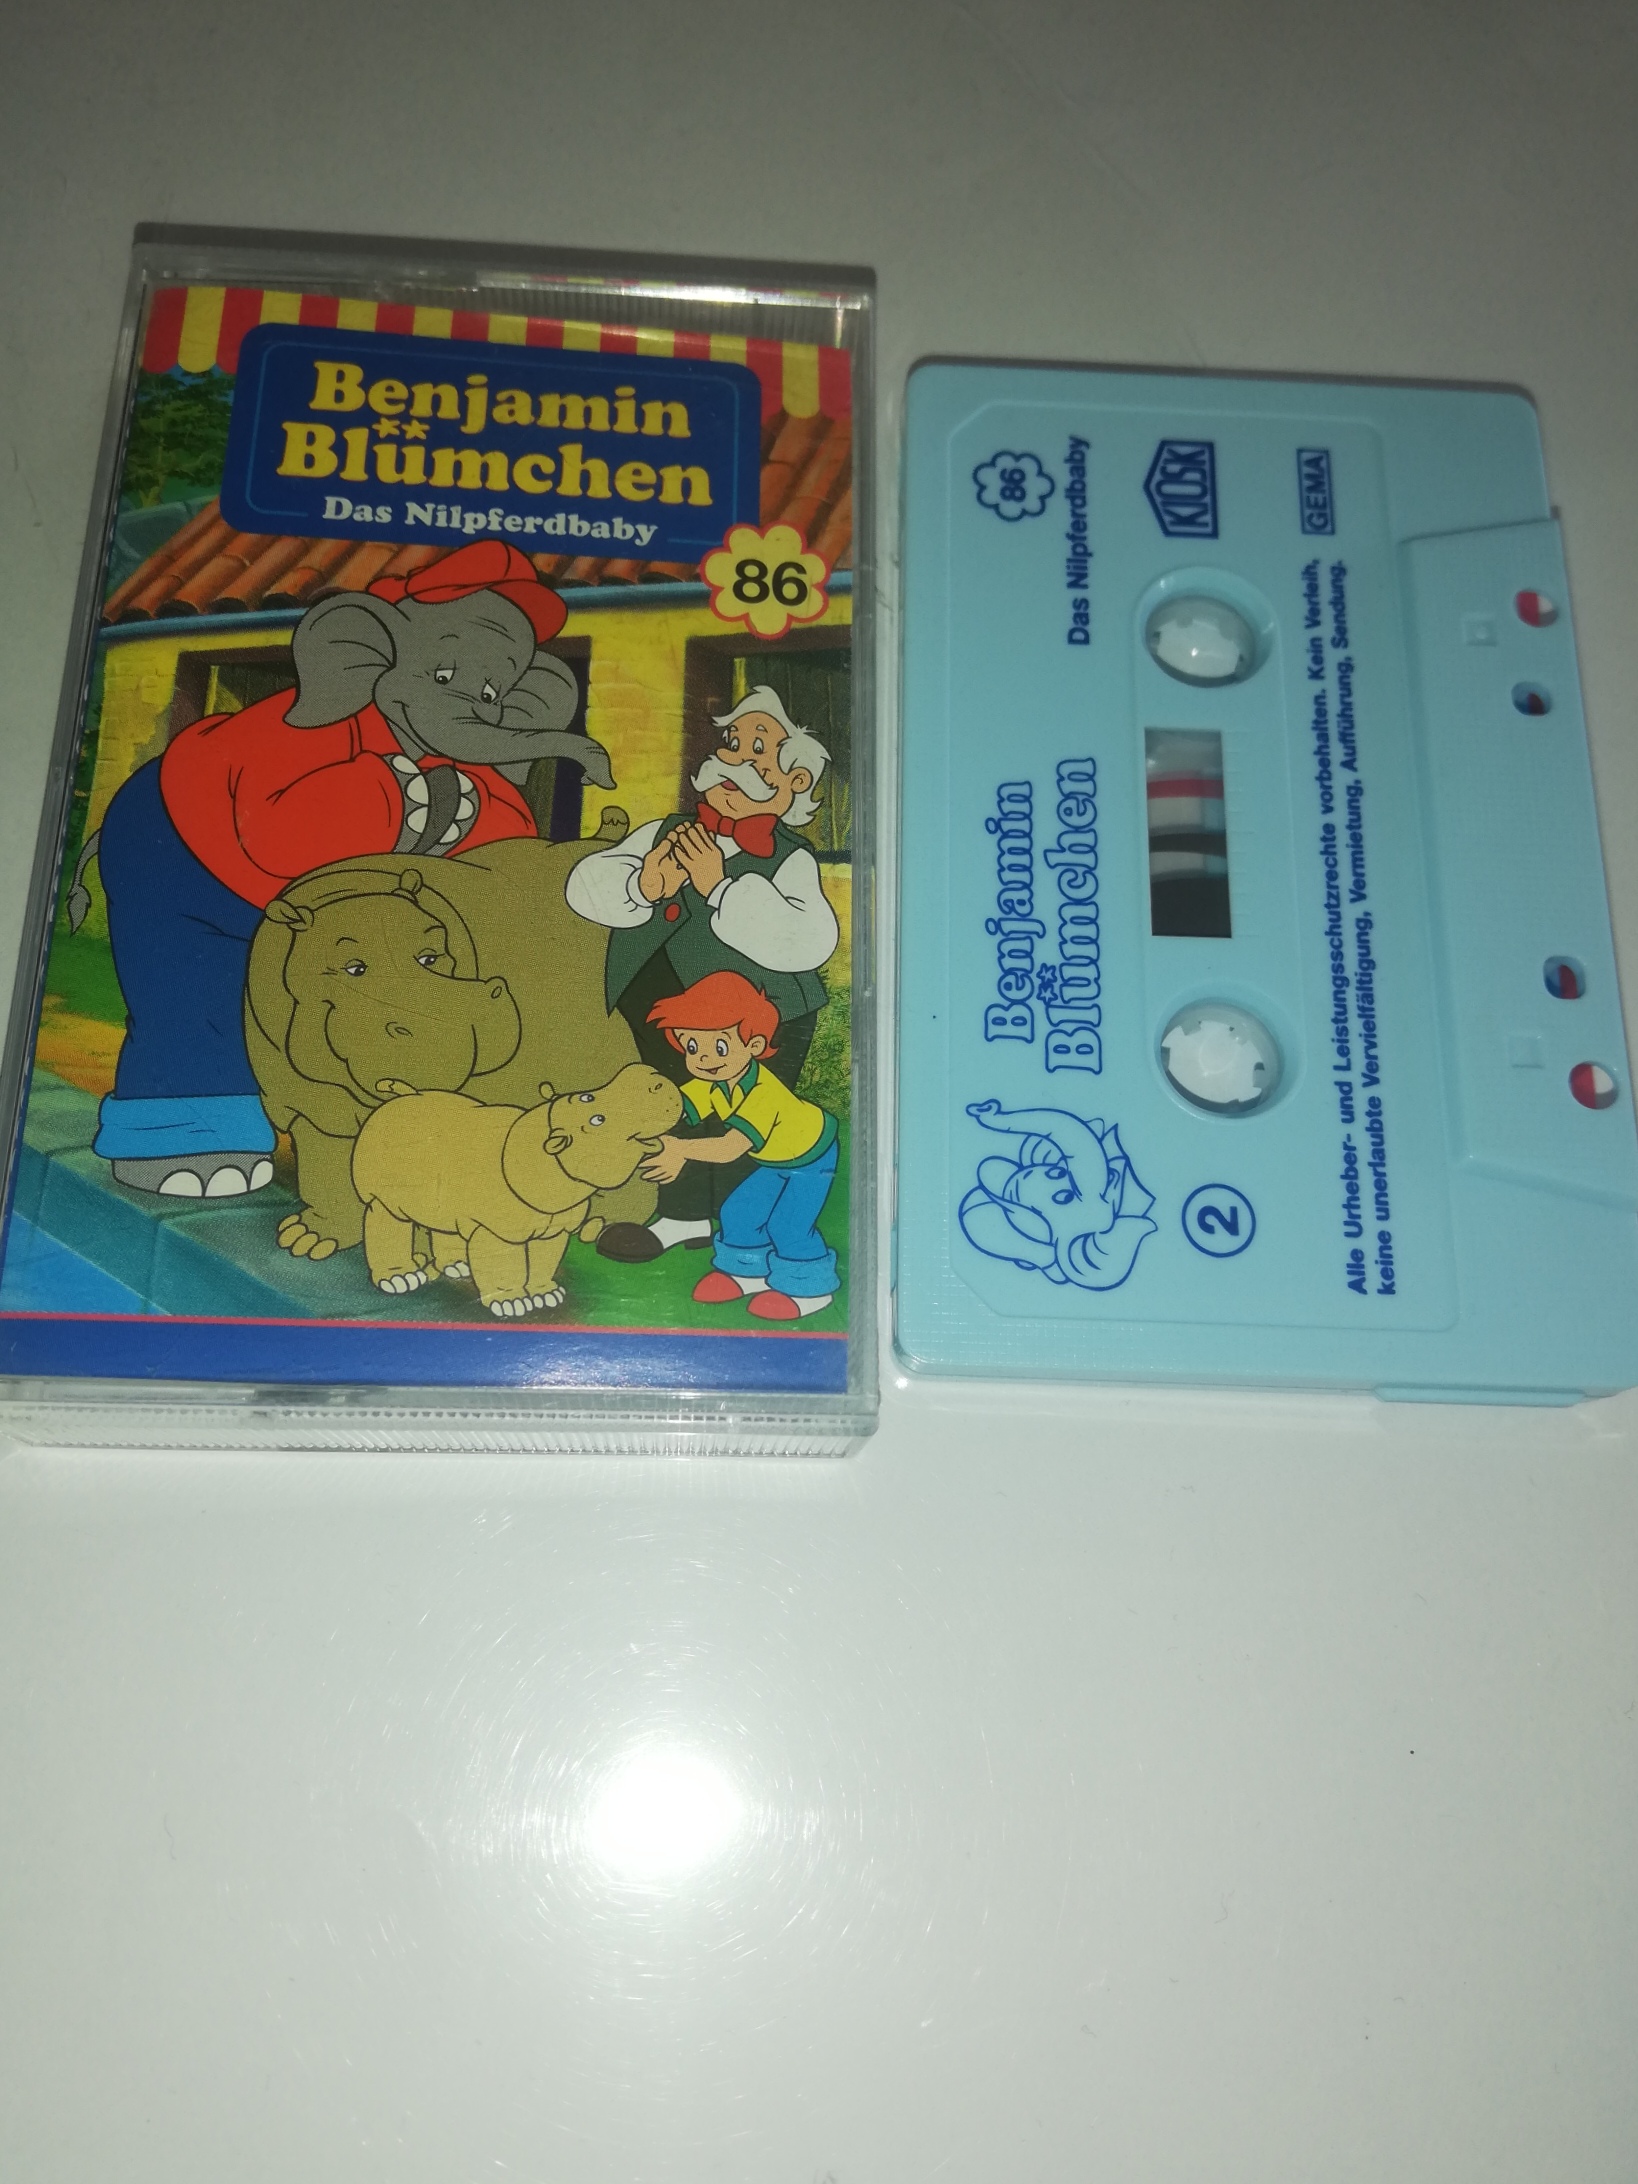 Benjamin
Blümchen
Das Nilpferdbaby
86
86
Das Nilpferdbaby
Benjamin
Blümchen
KIOSK
2
GEMA
Alle Urheber- und Leistungsschutzrechte vorbehalten. Kein Verleih,
keine unerlaubte Vervielfältigung, Vermietung, Aufführung, Sendung.